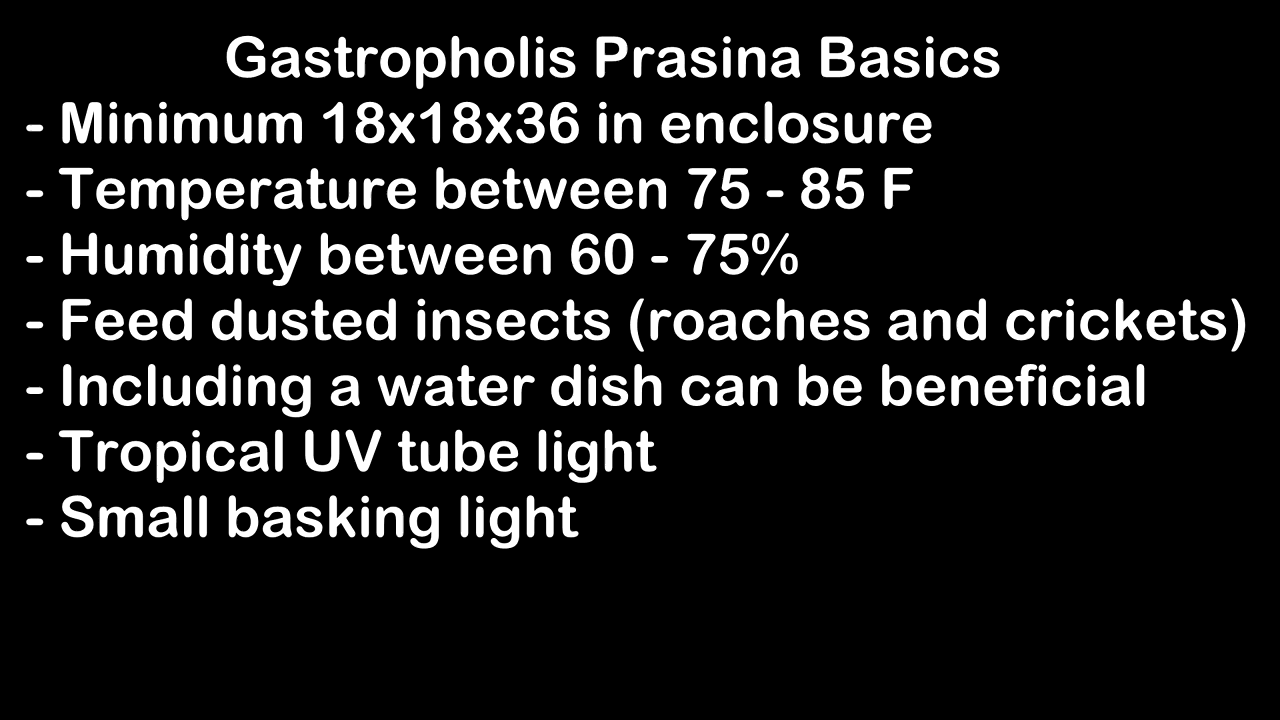 Gastropholis Prasina Basics
- Minimum 18x18x36 in enclosure
- Temperature between 75 - 85 F
- Humidity between 60 - 75%
- Feed dusted insects (roaches and crickets)
- Including a water dish can be beneficial
- Tropical UV tube light
- Small basking light